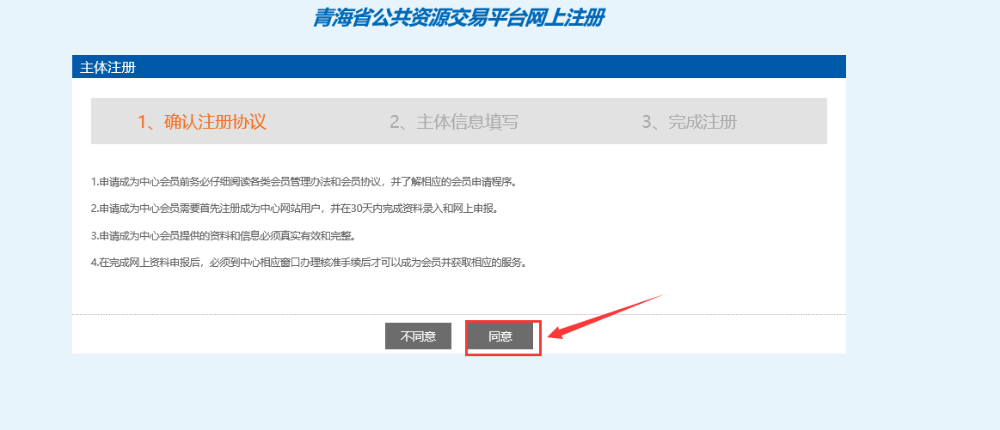 青海省公共资源交易平台网上注册
主体注册
1、确认注册协议 2、主体信息填写 3、完成注册
1.申请成为中心会员前务必仔细阅读各类会员管理办法和会员协议，并了解相应的会员申请程序。
2.申请成为中心会员需要首先注册成为中心网站用户，并在30天内完成资料录入和网上申报。
3.申请成为中心会员提供的资料和信息必须真实有效和完整。
4.在完成网上资料申报后，必须到中心相应窗口办理核准手续后才可以成为会员并获取相应的服务。
不同意 同意